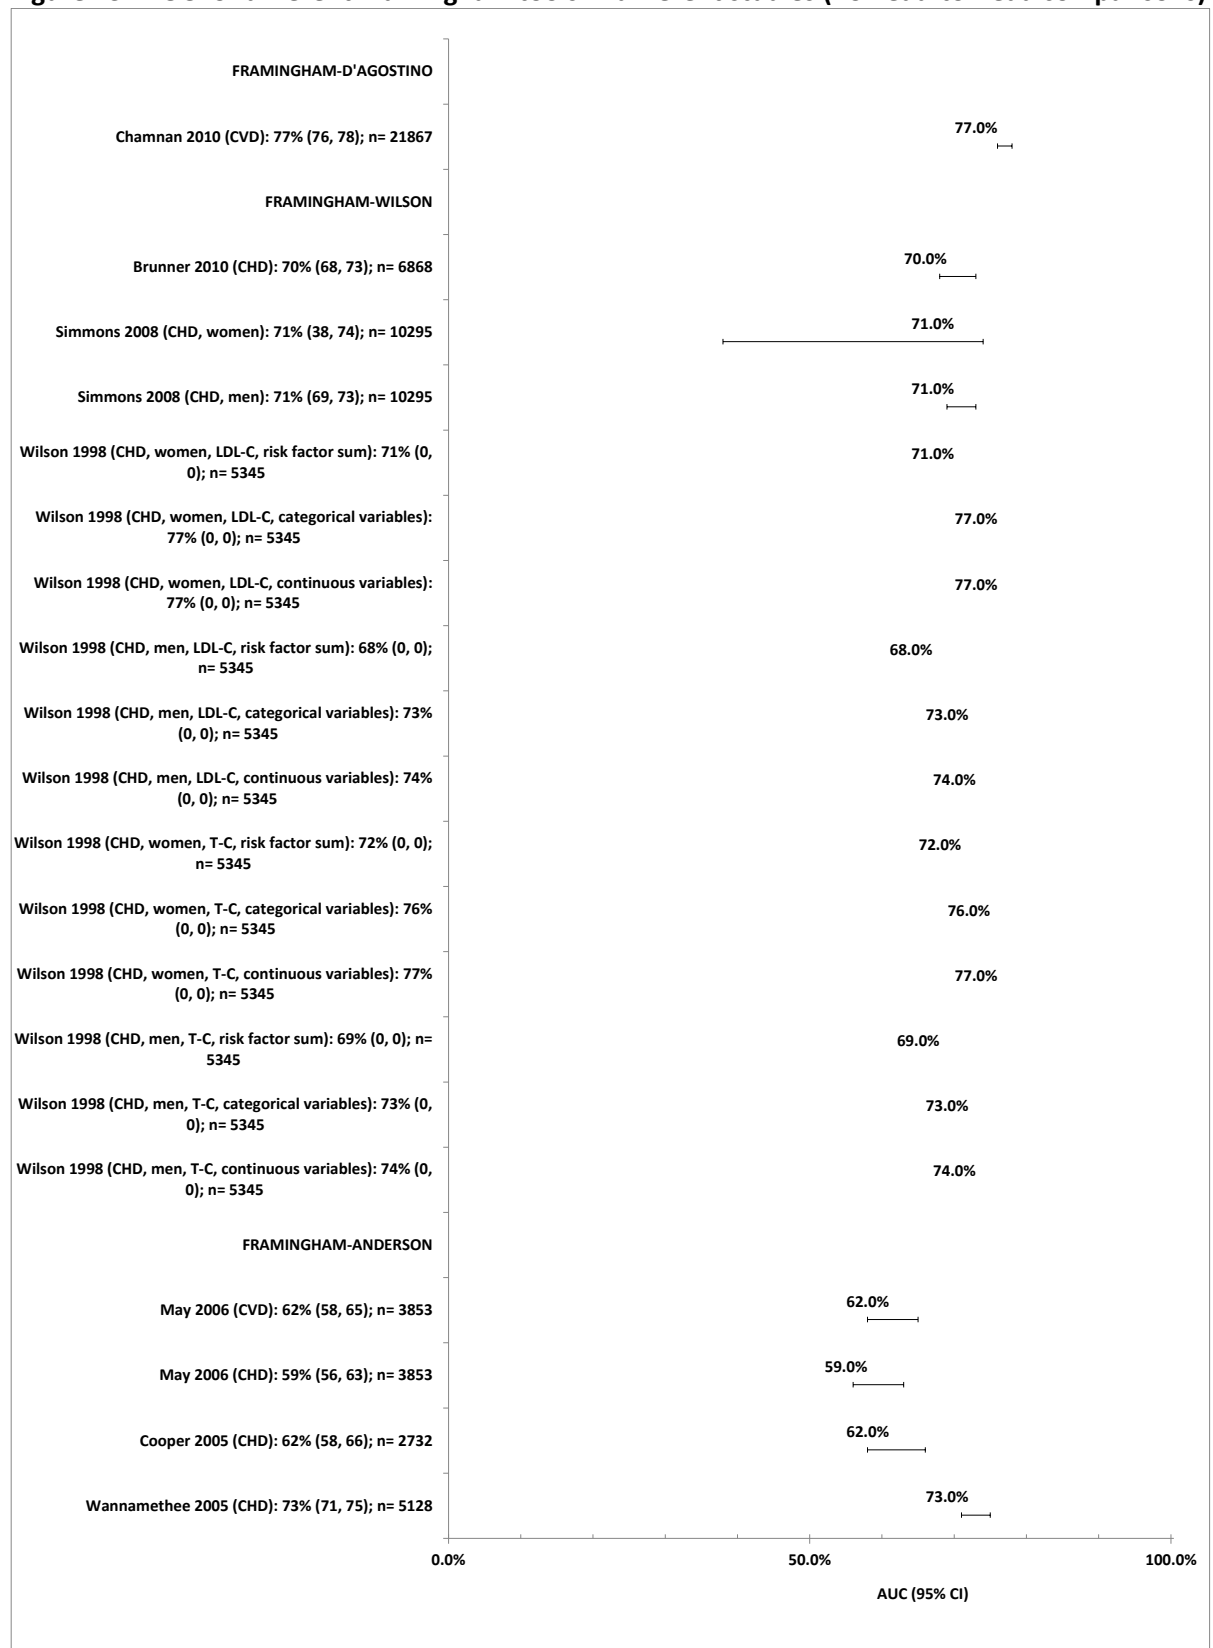 FRAMINGHAM-D'AGOSTINO
Chamnan 2010 (CVD): 77% (76, 78); n= 21867
77.0%
FRAMINGHAM-WILSON
Brunner 2010 (CHD): 70% (68, 73); n= 6868
70.0%
Simmons 2008 (CHD, women): 71% (38, 74); n= 10295
71.0%
Simmons 2008 (CHD, men): 71% (69, 73); n= 10295
71.0%
Wilson 1998 (CHD, women, LDL-C, risk factor sum): 71% (0,
0); n= 5345
71.0%
Wilson 1998 (CHD, women, LDL-C, categorical variables):
77% (0, 0); n= 5345
77.0%
Wilson 1998 (CHD, women, LDL-C, continuous variables):
77% (0, 0); n= 5345
77.0%
Wilson 1998 (CHD, men, LDL-C, risk factor sum): 68% (0, 0);
n= 5345
68.0%
Wilson 1998 (CHD, men, LDL-C, categorical variables): 73%
(0, 0); n= 5345
73.0%
Wilson 1998 (CHD, men, LDL-C, continuous variables): 74%
(0, 0); n= 5345
74.0%
Wilson 1998 (CHD, women, T-C, risk factor sum): 72% (0, 0);
n= 5345
72.0%
Wilson 1998 (CHD, women, T-C, categorical variables): 76%
(0, 0); n= 5345
76.0%
Wilson 1998 (CHD, women, T-C, continuous variables): 77%
(0, 0); n= 5345
77.0%
Wilson 1998 (CHD, men, T-C, risk factor sum): 69% (0, 0); n=
5345
69.0%
Wilson 1998 (CHD, men, T-C, categorical variables): 73% (0,
0); n= 5345
73.0%
Wilson 1998 (CHD, men, T-C, continuous variables): 74% (0,
0); n= 5345
74.0%
FRAMINGHAM-ANDERSON
May 2006 (CVD): 62% (58, 65); n= 3853
62.0%
May 2006 (CHD): 59% (56, 63); n= 3853
59.0%
Cooper 2005 (CHD): 62% (58, 66); n= 2732
62.0%
Wannamethee 2005 (CHD): 73% (71, 75); n= 5128
73.0%
0.0% 50.0% 100.0%
AUC (95% CI)